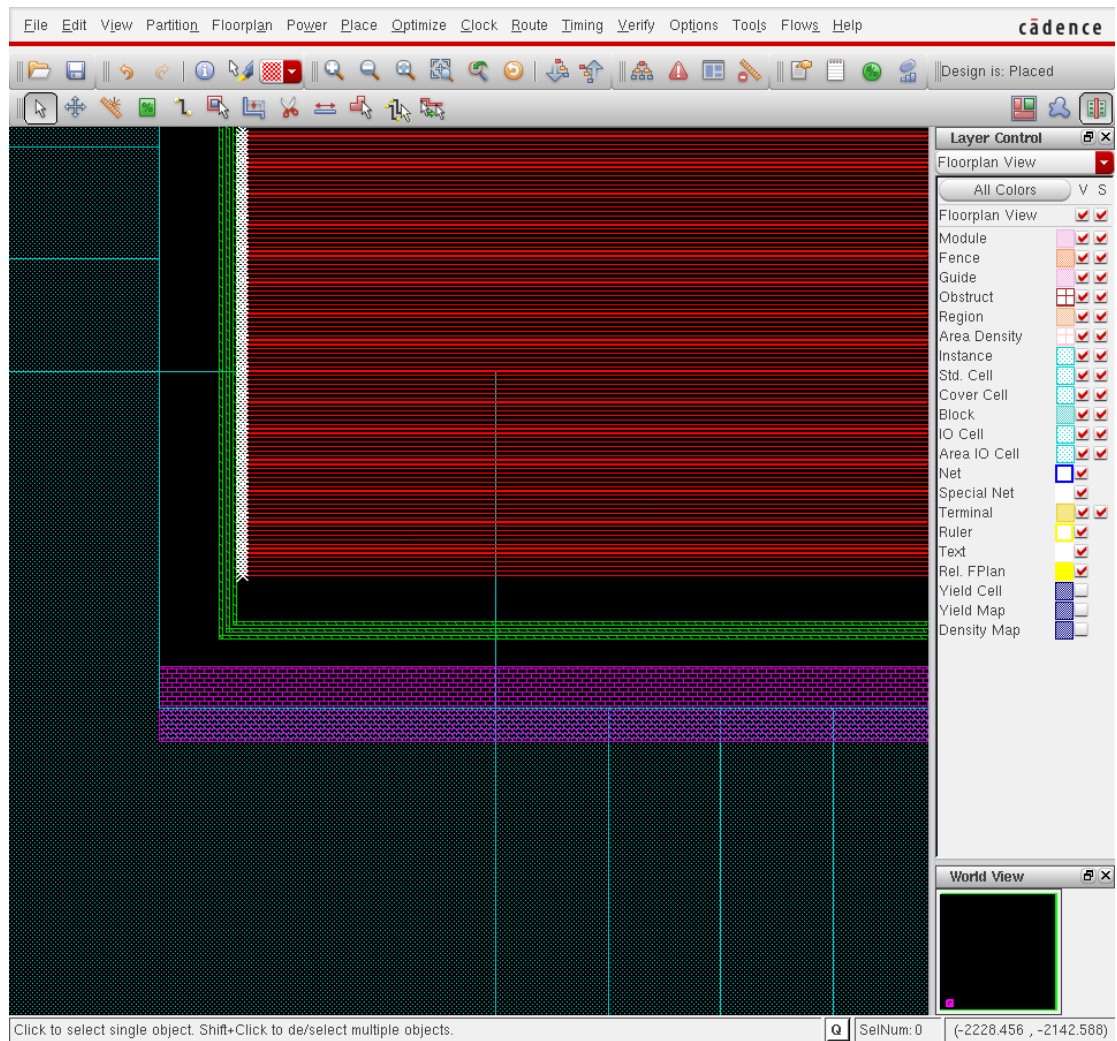 File Edit View Partition Floorplan Power Place Optimize Clock Route Timing Verify Options Tools Flows Help cādence
Design is: Placed
Layer Control
Floorplan View
All Colors V S
Floorplan View
Module
Fence
Guide
Obstruct
Region
Area Density
Instance
Std. Cell
Cover Cell
Block
IO Cell
Area IO Cell
Net
Special Net
Terminal
Ruler
Text
Rel. FPlan
Yield Cell
Yield Map
Density Map
World View
Click to select single object. Shift+Click to de/select multiple objects. Q SelNum: 0 (-2228.456 , -2142.588)